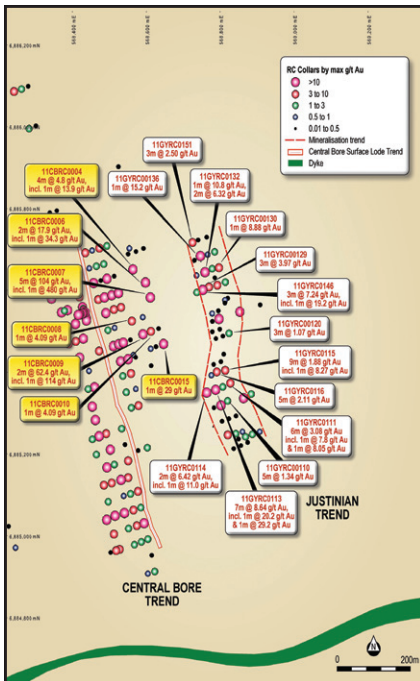 RC Collars by max g/t Au
>10
3 to 10
1 to 3
0.5 to 1
0.01 to 0.5
Mineralisation trend
Central Bore Surface Lode Trend
Dyke
11GYRC0151
3m @ 2.50 g/t Au
11CBRC0004
4m @ 4.8 g/t Au,
incl. 1m @ 13.9 g/t Au
11GYRC00136
1m @ 15.2 g/t Au
11GYRC0132
1m @ 10.8 g/t Au
2m @ 6.32 g/t Au
11CBRC0006
2m @ 17.9 g/t Au,
incl. 1m @ 34.3 g/t Au
11GYRC00130
1m @ 8.88 g/t Au
11GYRC00129
3m @ 3.97 g/t Au
11CBRC0007
5m @ 104 g/t Au,
incl. 1m @ 480 g/t Au
11GYRC0146
3m @ 7.24 g/t Au,
incl. 1m @ 19.2 g/t Au
11CBRC0008
1m @ 4.09 g/t Au
11GYRC00120
3m @ 1.07 g/t Au
11CBRC0009
2m @ 62.4 g/t Au,
incl. 1m @ 114 g/t Au
11GYRC0115
9m @ 1.88 g/t Au
incl. 1m @ 8.27 g/t Au
11CBRC0015
1m @ 29 g/t Au
11GYRC0116
5m @ 2.11 g/t Au
11CBRC0010
1m @ 4.09 g/t Au
11GYRC0111
6m @ 3.08 g/t Au,
incl. 1m @ 7.8 g/t Au
& 1m @ 8.05 g/t Au
11GYRC0114
2m @ 6.42 g/t Au,
incl. 1m @ 11.0 g/t Au
11GYRC00110
5m @ 1.34 g/t Au
11GYRC0113
7m @ 8.64 g/t Au,
incl. 1m @ 20.2 g/t Au
& 1m @ 29.2 g/t Au
JUSTINIAN
TREND
CENTRAL BORE
TREND
N
0 200m